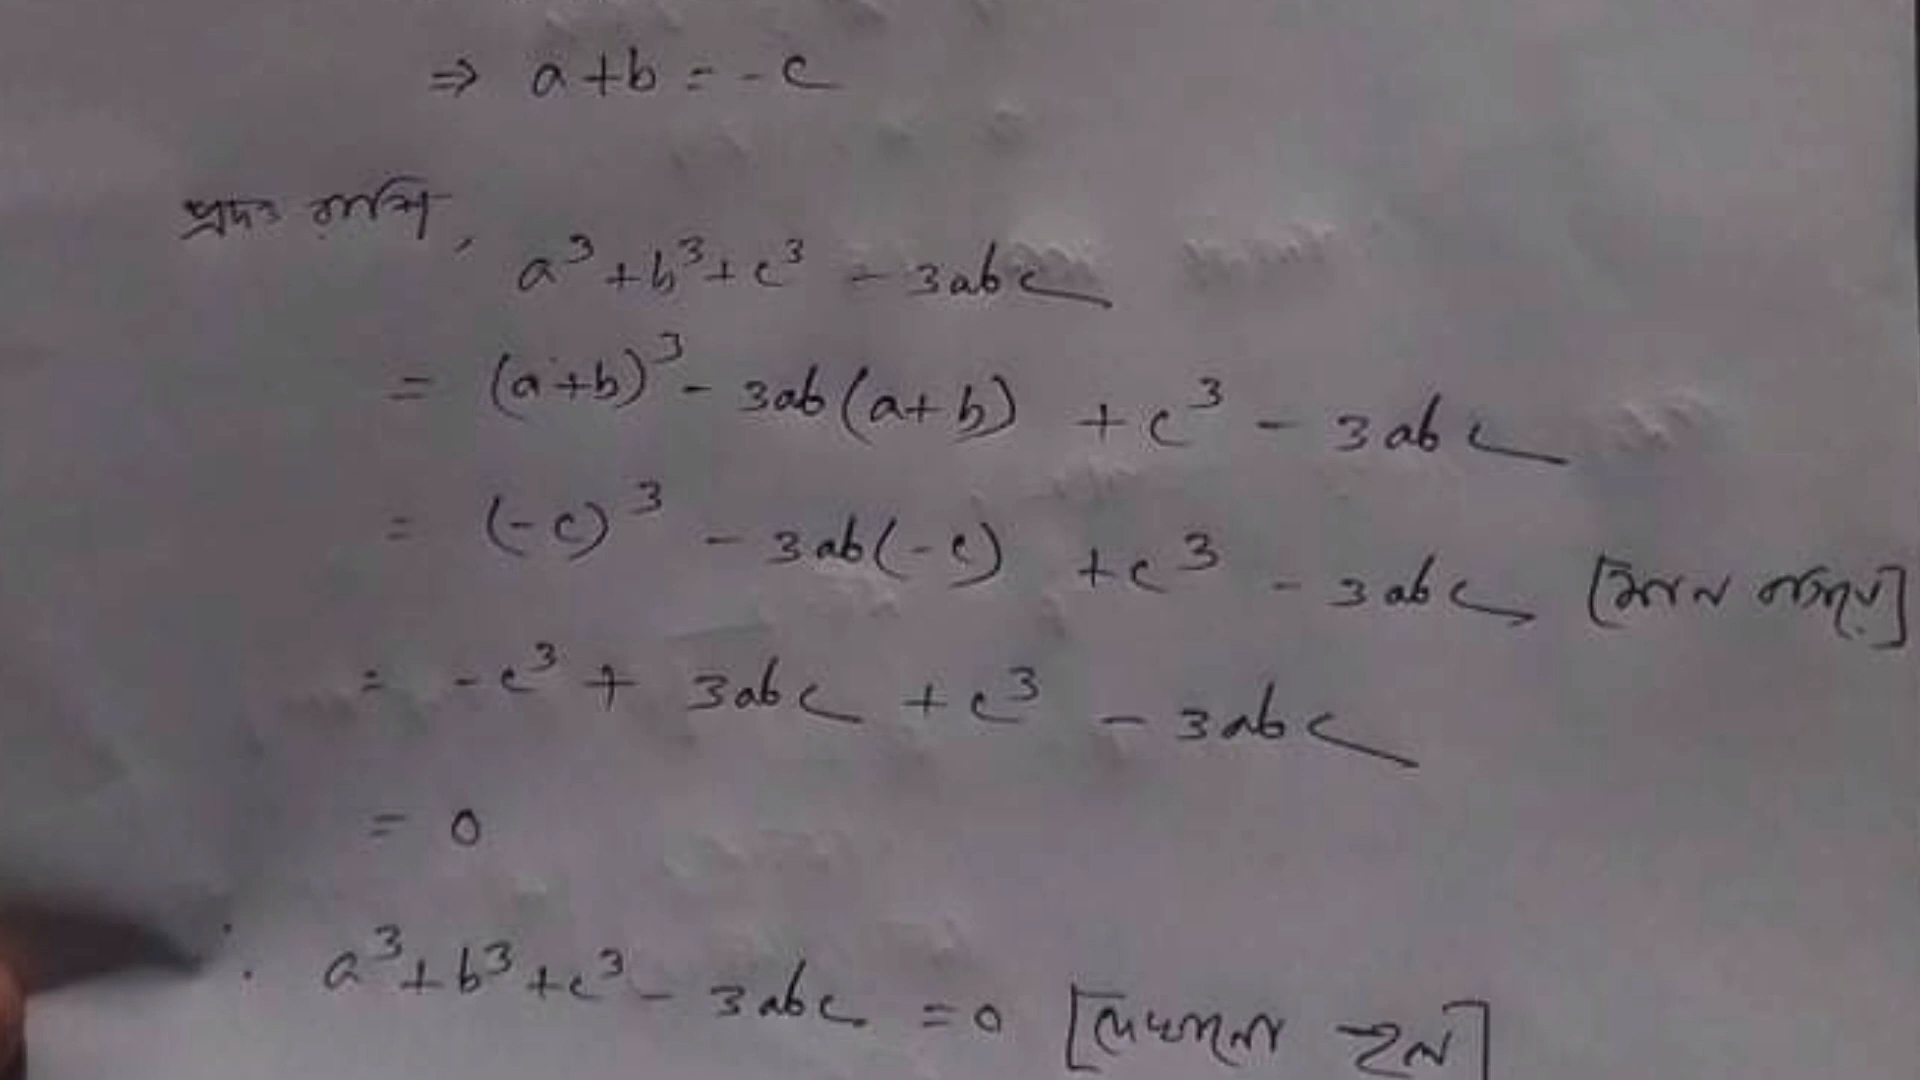 ⇒ a+b = -c
প্রদত্ত রাশি,
a³ + b³ + c³ - 3abc
= (a+b)³ - 3ab(a+b) + c³ - 3abc
= (-c)³ - 3ab(-c) + c³ - 3abc [মান বসিয়ে]
= -c³ + 3abc + c³ - 3abc
= 0
∴ a³ + b³ + c³ - 3abc = 0 [দেখানো হল]